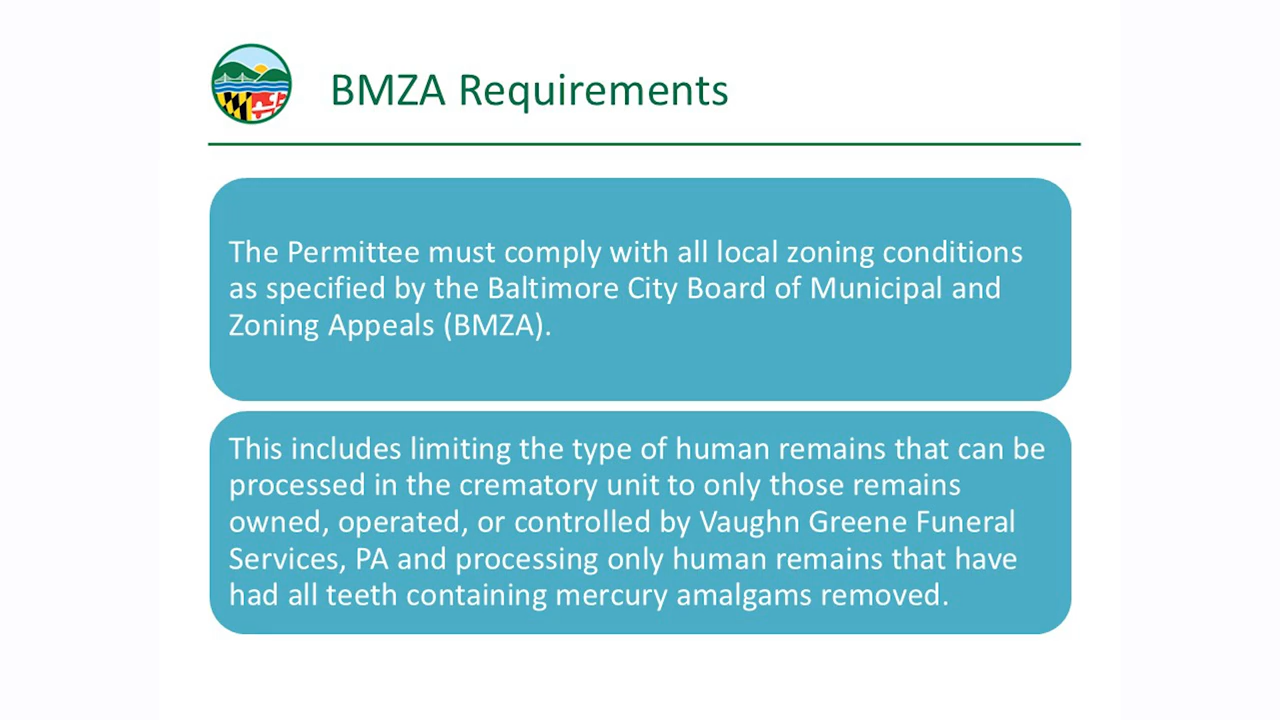 BMZA Requirements
The Permittee must comply with all local zoning conditions
as specified by the Baltimore City Board of Municipal and
Zoning Appeals (BMZA).
This includes limiting the type of human remains that can be
processed in the crematory unit to only those remains
owned, operated, or controlled by Vaughn Greene Funeral
Services, PA and processing only human remains that have
had all teeth containing mercury amalgams removed.